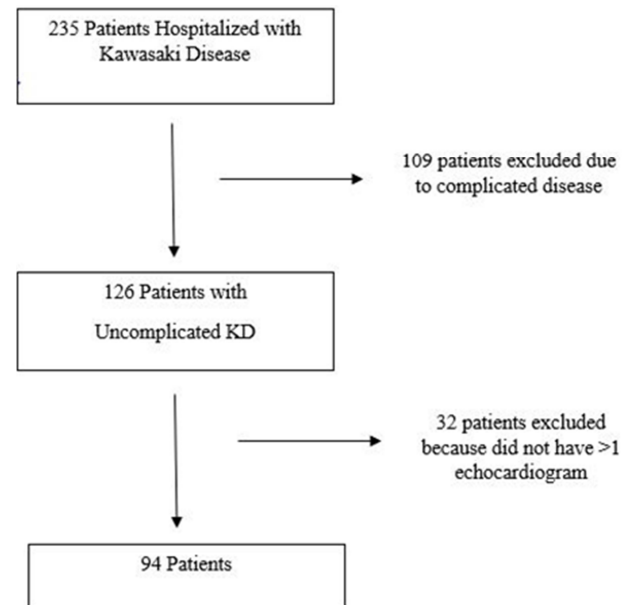 235 Patients Hospitalized with
Kawasaki Disease
109 patients excluded due
to complicated disease
126 Patients with
Uncomplicated KD
32 patients excluded
because did not have >1
echocardiogram
94 Patients